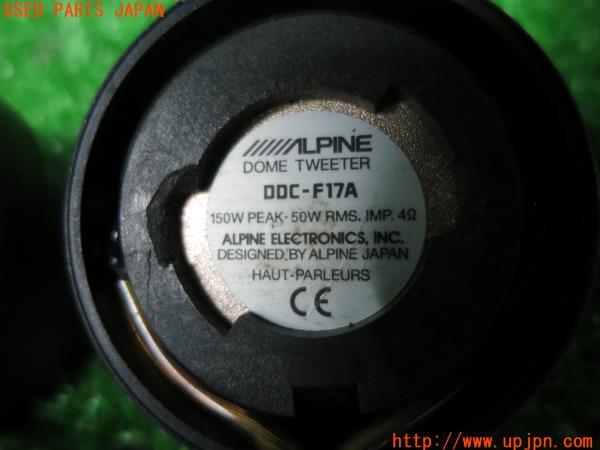 USED PARTS JAPAN
ALPINE
DOME TWEETER
DDC-F17A
150W PEAK·50W RMS. IMP. 4Ω
ALPINE ELECTRONICS, INC.
DESIGNED BY ALPINE JAPAN
HAUT-PARLEURS
CE
http://www.upjpn.com/